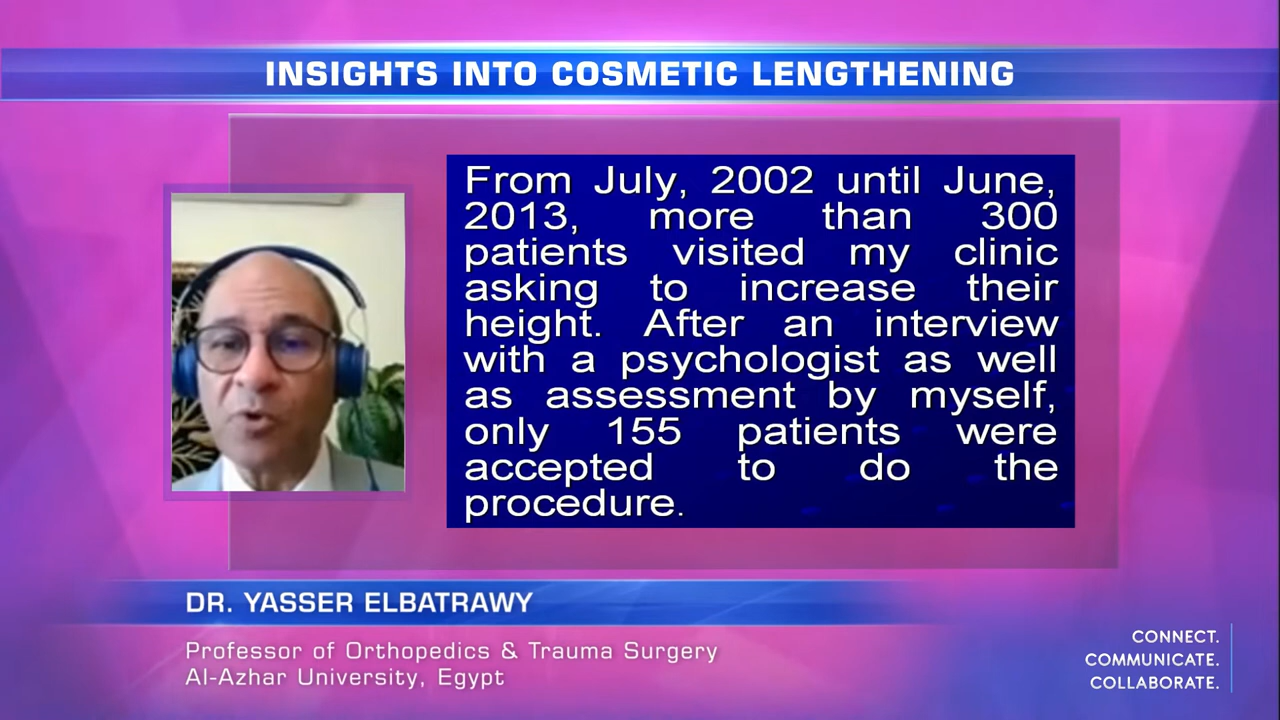 INSIGHTS INTO COSMETIC LENGTHENING
From July, 2002 until June,
2013, more than 300
patients visited my clinic
asking to increase their
height. After an interview
with a psychologist as well
as assessment by myself,
only 155 patients were
accepted to do the
procedure.
DR. YASSER ELBATRAWY
Professor of Orthopedics & Trauma Surgery
Al-Azhar University, Egypt
CONNECT.
COMMUNICATE.
COLLABORATE.